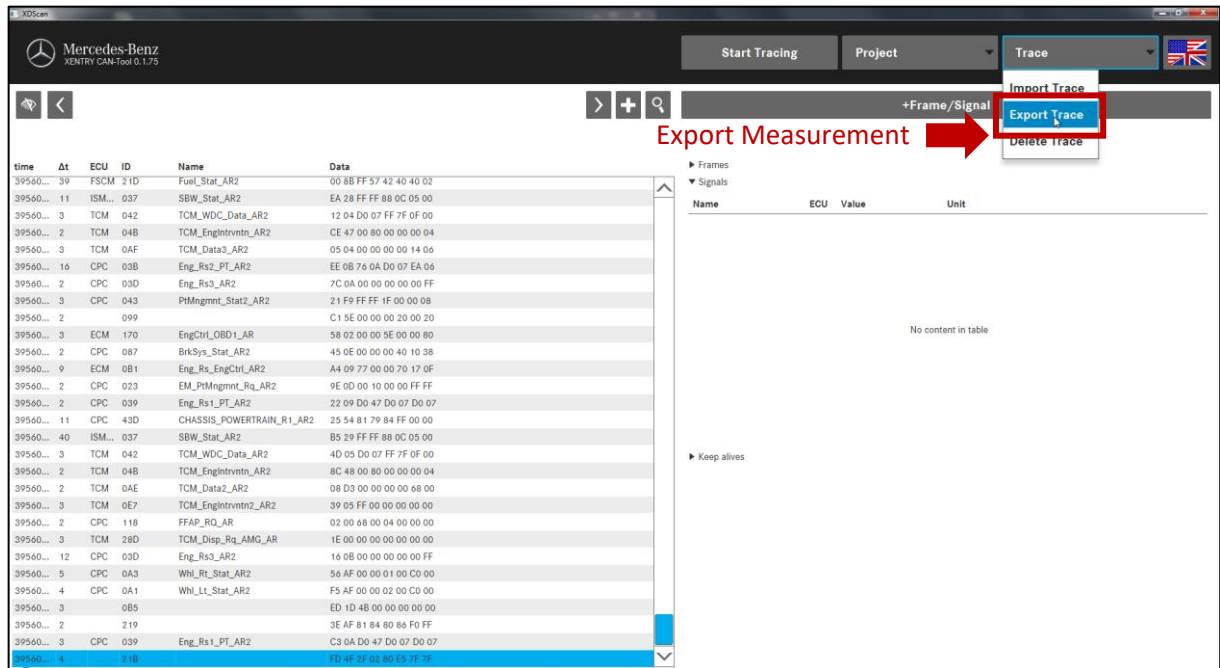 XDScan
Mercedes-Benz
XENTRY CAN-Tool 0.1.75
Start Tracing Project Trace
Import Trace
+Frame/Signal
Export Trace
Export Measurement
Delete Trace
time Δt ECU ID Name Data
39560... 39 FSCM 21D Fuel_Stat_AR2 00 8B FF 57 42 40 40 02
39560... 11 ISM... 037 SBW_Stat_AR2 EA 28 FF FF 88 0C 05 00
39560... 3 TCM 042 TCM_WDC_Data_AR2 12 04 D0 07 FF 7F 0F 00
39560... 2 TCM 04B TCM_EngIntrvntn_AR2 CE 47 00 80 00 00 00 04
39560... 3 TCM 0AF TCM_Data3_AR2 05 04 00 00 00 00 14 06
39560... 16 CPC 03B Eng_Rs2_PT_AR2 EE 0B 76 0A D0 07 EA 06
39560... 2 CPC 03D Eng_Rs3_AR2 7C 0A 00 00 00 00 00 FF
39560... 3 CPC 043 PtMngmnt_Stat2_AR2 21 F9 FF FF 1F 00 00 08
39560... 2 099 C1 5E 00 00 00 20 00 20
39560... 3 ECM 170 EngCtrl_OBD1_AR 58 02 00 00 5E 00 00 80
39560... 2 CPC 087 BrkSys_Stat_AR2 45 0E 00 00 00 40 10 38
39560... 9 ECM 0B1 Eng_Rs_EngCtrl_AR2 A4 09 77 00 00 70 17 0F
39560... 2 CPC 023 EM_PtMngmnt_Rq_AR2 9E 0D 00 10 00 00 FF FF
39560... 2 CPC 039 Eng_Rs1_PT_AR2 22 09 D0 47 D0 07 D0 07
39560... 11 CPC 43D CHASSIS_POWERTRAIN_R1_AR2 25 54 81 79 84 FF 00 00
39560... 40 ISM... 037 SBW_Stat_AR2 B5 29 FF FF 88 0C 05 00
39560... 3 TCM 042 TCM_WDC_Data_AR2 4D 05 D0 07 FF 7F 0F 00
39560... 2 TCM 04B TCM_EngIntrvntn_AR2 8C 48 00 80 00 00 00 04
39560... 2 TCM 0AE TCM_Data2_AR2 08 D3 00 00 00 00 68 00
39560... 3 TCM 0E7 TCM_EngIntrvntn2_AR2 39 05 FF 00 00 00 00 00
39560... 2 CPC 118 FFAP_RQ_AR 02 00 68 00 04 00 00 00
39560... 3 TCM 28D TCM_Disp_Rq_AMG_AR 1E 00 00 00 00 00 00 00
39560... 12 CPC 03D Eng_Rs3_AR2 16 0B 00 00 00 00 00 FF
39560... 5 CPC 0A3 Whl_Rt_Stat_AR2 56 AF 00 00 01 00 C0 00
39560... 4 CPC 0A1 Whl_Lt_Stat_AR2 F5 AF 00 00 02 00 C0 00
39560... 3 0B5 ED 1D 4B 00 00 00 00 00
39560... 2 219 3E AF 81 84 80 86 F0 FF
39560... 3 CPC 039 Eng_Rs1_PT_AR2 C3 0A D0 47 D0 07 D0 07
39560... 4 21B FD 4F 2F 02 80 E5 7F 7F
Frames
Signals
Name ECU Value Unit
No content in table
Keep alives